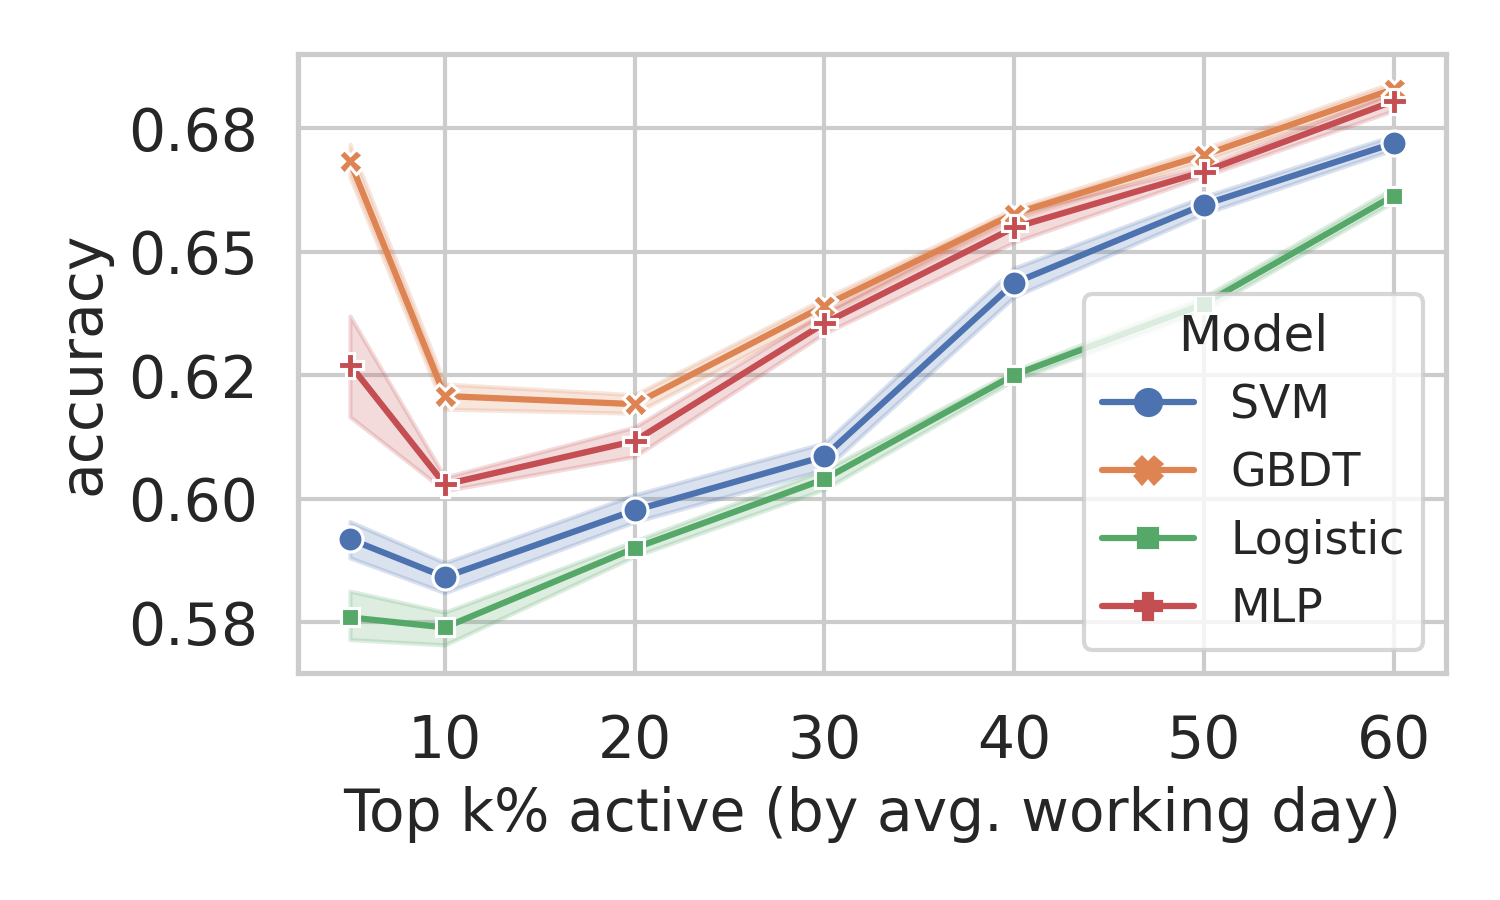 accuracy
0.68
0.65
0.62
0.60
0.58
10 20 30 40 50 60
Top k% active (by avg. working day)
Model
SVM
GBDT
Logistic
MLP